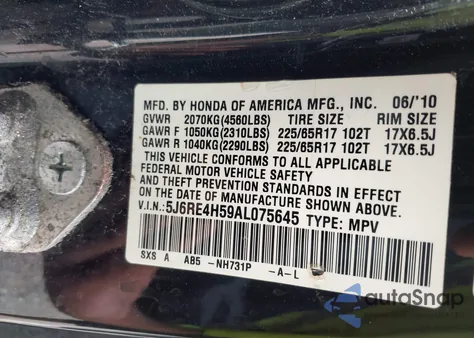 MFD. BY HONDA OF AMERICA MFG., INC. 06/'10
GVWR 2070KG(4560LBS) TIRE SIZE RIM SIZE
GAWR F 1050KG(2310LBS) 225/65R17 102T 17X6.5J
GAWR R 1040KG(2290LBS) 225/65R17 102T 17X6.5J
THIS VEHICLE CONFORMS TO ALL APPLICABLE
FEDERAL MOTOR VEHICLE SAFETY
STANDARDS IN EFFECT ON THE DATE OF
MANUFACTURE SHOWN ABOVE.
V.I.N.:5J6RE4H59AL075645 TYPE: MPV
SXS A AB5 -NH731P -A-L
autoSnap